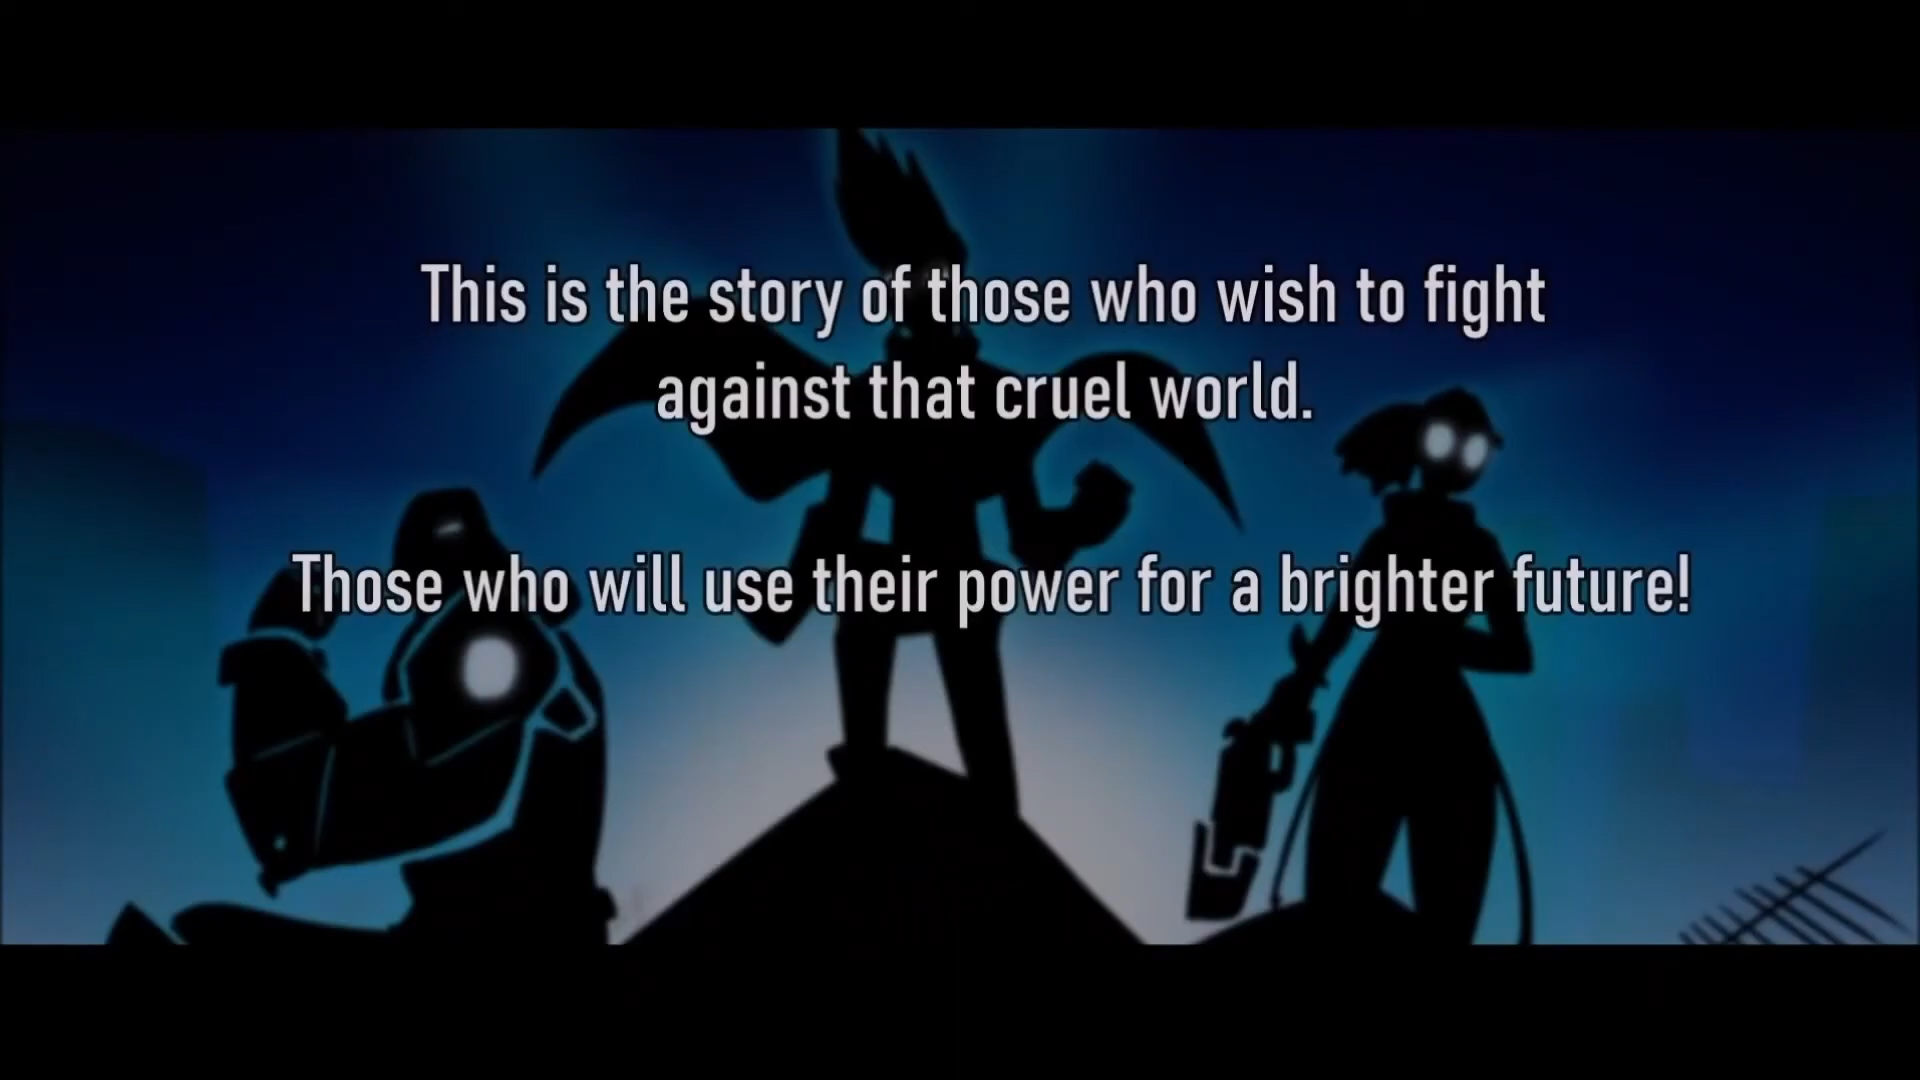 This is the story of those who wish to fight
against that cruel world.
Those who will use their power for a brighter future!